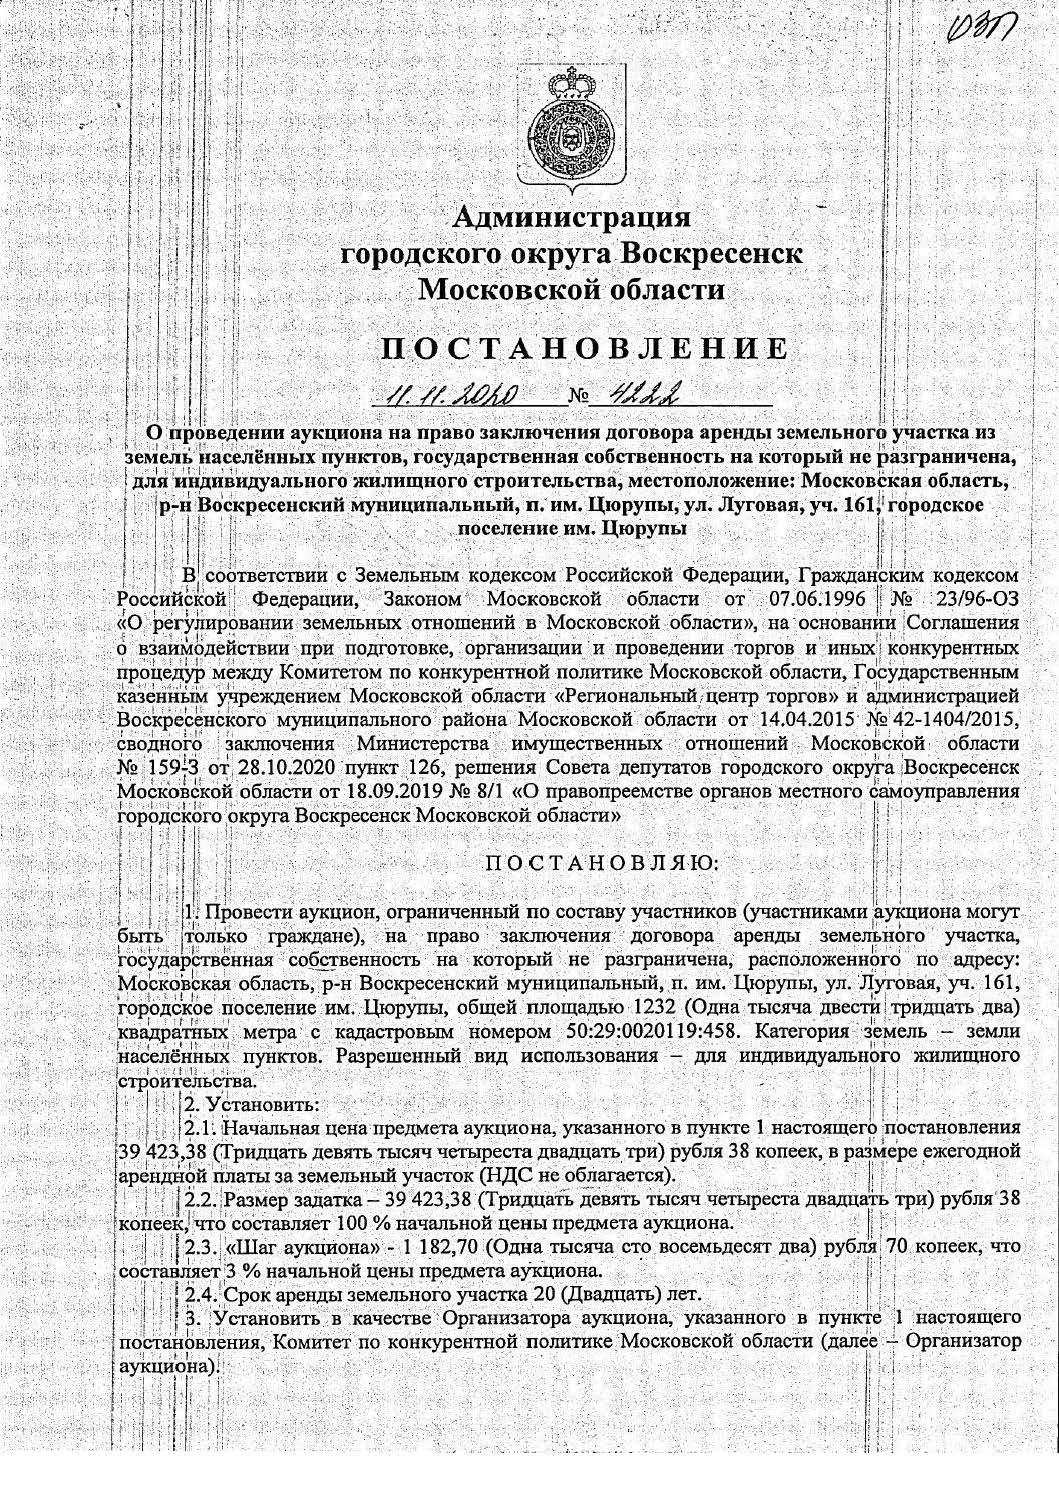 Администрация
городского округа Воскресенск
Московской области
ПОСТАНОВЛЕНИЕ
11.11.2020 № 4222
О проведении аукциона на право заключения договора аренды земельного участка из
земель населённых пунктов, государственная собственность на который не разграничена,
для индивидуального жилищного строительства, местоположение: Московская область,
р-н Воскресенский муниципальный, п. им. Цюрупы, ул. Луговая, уч. 161, городское
поселение им. Цюрупы
В соответствии с Земельным кодексом Российской Федерации, Гражданским кодексом
Российской Федерации, Законом Московской области от 07.06.1996 № 23/96-ОЗ
«О регулировании земельных отношений в Московской области», на основании Соглашения
о взаимодействии при подготовке, организации и проведении торгов и иных конкурентных
процедур между Комитетом по конкурентной политике Московской области, Государственным
казенным учреждением Московской области «Региональный центр торгов» и администрацией
Воскресенского муниципального района Московской области от 14.04.2015 № 42-1404/2015,
сводного заключения Министерства имущественных отношений Московской области
№ 159-З от 28.10.2020 пункт 126, решения Совета депутатов городского округа Воскресенск
Московской области от 18.09.2019 № 8/1 «О правопреемстве органов местного самоуправления
городского округа Воскресенск Московской области»
ПОСТАНОВЛЯЮ:
1. Провести аукцион, ограниченный по составу участников (участниками аукциона могут
быть только граждане), на право заключения договора аренды земельного участка,
государственная собственность на который не разграничена, расположенного по адресу:
Московская область, р-н Воскресенский муниципальный, п. им. Цюрупы, ул. Луговая, уч. 161,
городское поселение им. Цюрупы, общей площадью 1232 (Одна тысяча двести тридцать два)
квадратных метра с кадастровым номером 50:29:0020119:458. Категория земель – земли
населённых пунктов. Разрешенный вид использования – для индивидуального жилищного
строительства.
2. Установить:
2.1. Начальная цена предмета аукциона, указанного в пункте 1 настоящего постановления
39 423,38 (Тридцать девять тысяч четыреста двадцать три) рубля 38 копеек, в размере ежегодной
арендной платы за земельный участок (НДС не облагается).
2.2. Размер задатка – 39 423,38 (Тридцать девять тысяч четыреста двадцать три) рубля 38
копеек, что составляет 100 % начальной цены предмета аукциона.
2.3. «Шаг аукциона» - 1 182,70 (Одна тысяча сто восемьдесят два) рубля 70 копеек, что
составляет 3 % начальной цены предмета аукциона.
2.4. Срок аренды земельного участка 20 (Двадцать) лет.
3. Установить в качестве Организатора аукциона, указанного в пункте 1 настоящего
постановления, Комитет по конкурентной политике Московской области (далее – Организатор
аукциона).